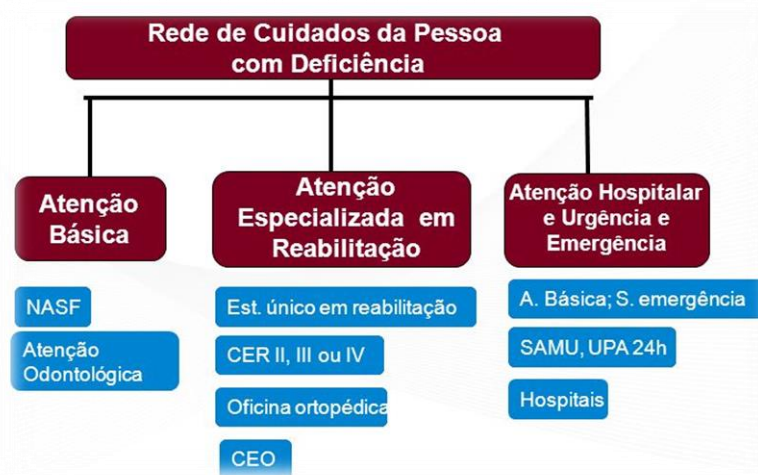 Rede de Cuidados da Pessoa
com Deficiência
Atenção
Básica
Atenção
Especializada em
Reabilitação
Atenção Hospitalar
e Urgência e
Emergência
NASF
Atenção
Odontológica
Est. único em reabilitação
CER II, III ou IV
Oficina ortopédica
CEO
A. Básica; S. emergência
SAMU, UPA 24h
Hospitais